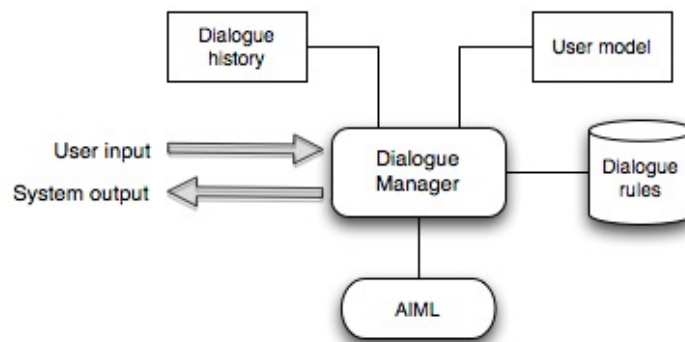 Dialogue
history
User model
User input
System output
Dialogue
Manager
Dialogue
rules
AIML